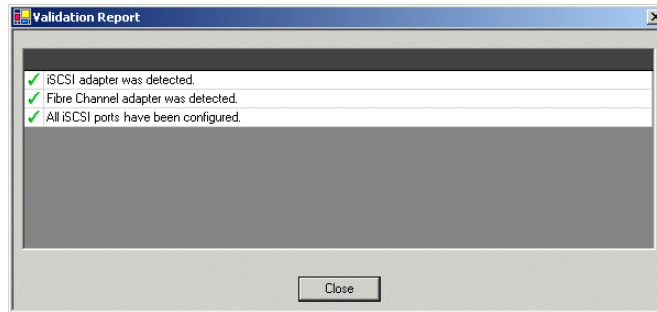 Validation Report
iSCSI adapter was detected.
Fibre Channel adapter was detected.
All iSCSI ports have been configured.
Close